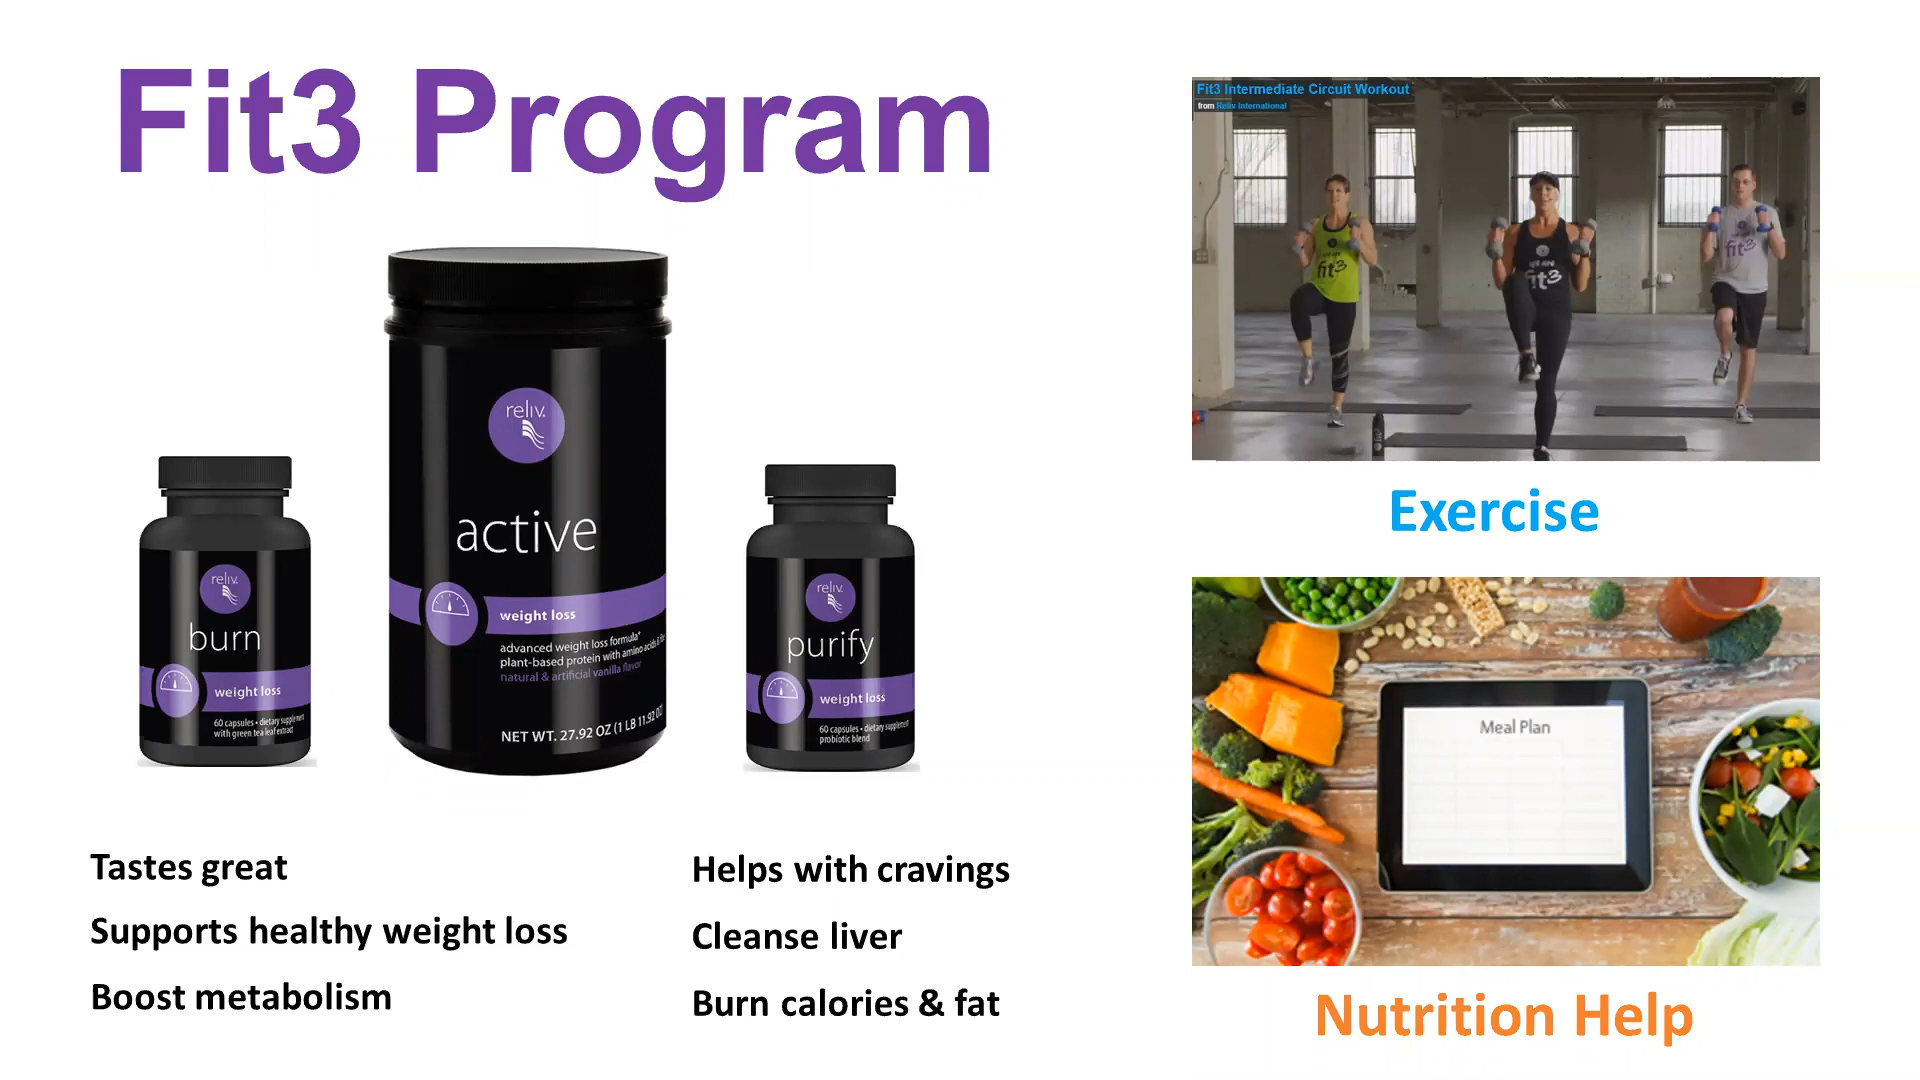 Fit3 Program
reliv
burn
weight loss
60 capsules • dietary supplement
with green tea leaf extract
reliv
active
weight loss
advanced weight loss formula*
plant-based protein with amino acids &
natural & artificial vanilla flavor
NET WT. 27.92 OZ (1 LB 11.92 OZ)
reliv
purify
weight loss
60 capsules • dietary supplement
probiotic blend
Tastes great
Supports healthy weight loss
Boost metabolism
Helps with cravings
Cleanse liver
Burn calories & fat
Fit3 Intermediate Circuit Workout
from Reliv International
fit3
fit3
fit3
Exercise
Meal Plan
Nutrition Help